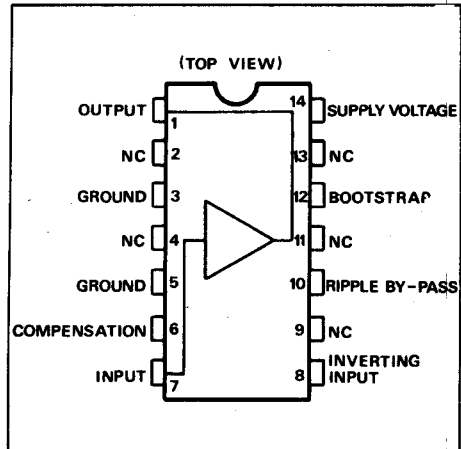 (TOP VIEW)
OUTPUT 1 14 SUPPLY VOLTAGE
NC 2 13 NC
GROUND 3 12 BOOTSTRAP
NC 4 11 NC
GROUND 5 10 RIPPLE BY-PASS
COMPENSATION 6 9 NC
INPUT 7 8 INVERTING
INPUT